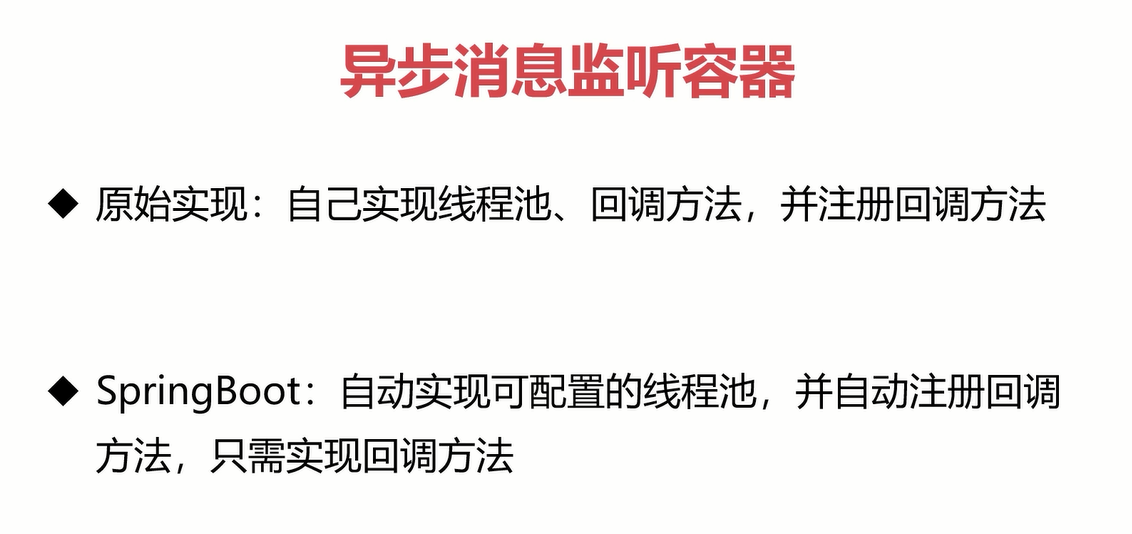 异步消息监听容器
◆ 原始实现：自己实现线程池、回调方法，并注册回调方法
◆ SpringBoot：自动实现可配置的线程池，并自动注册回调
方法，只需实现回调方法